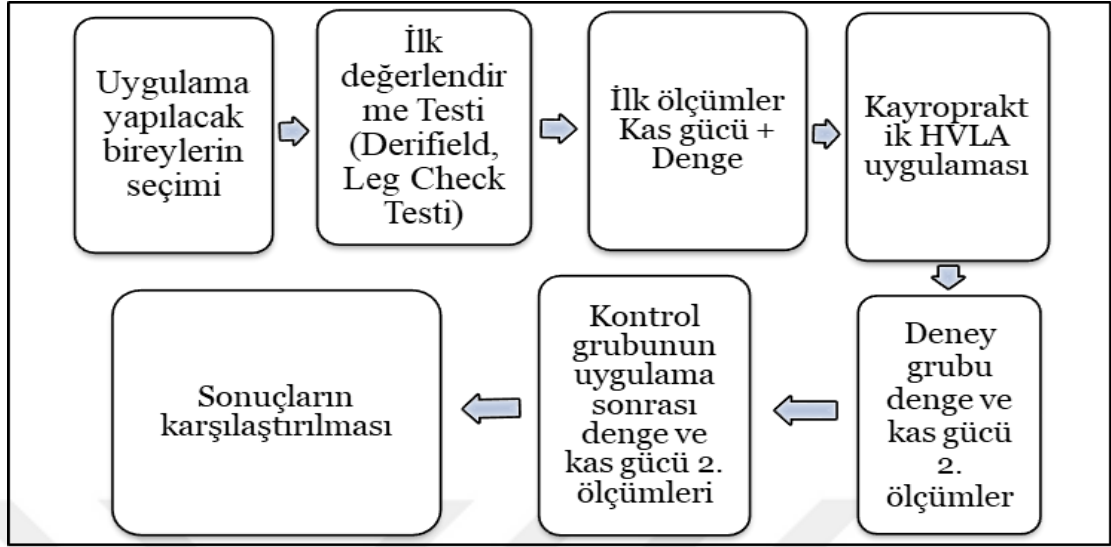 Uygulama
yapılacak
bireylerin
seçimi
İlk
değerlendir
me Testi
(Derifield,
Leg Check
Testi)
İlk ölçümler
Kas gücü +
Denge
Kayroprakt
ik HVLA
uygulaması
Deney
grubu
denge ve
kas gücü
2.
ölçümler
Kontrol
grubunun
uygulama
sonrası
denge ve
kas gücü 2.
ölçümleri
Sonuçların
karşılaştırılması